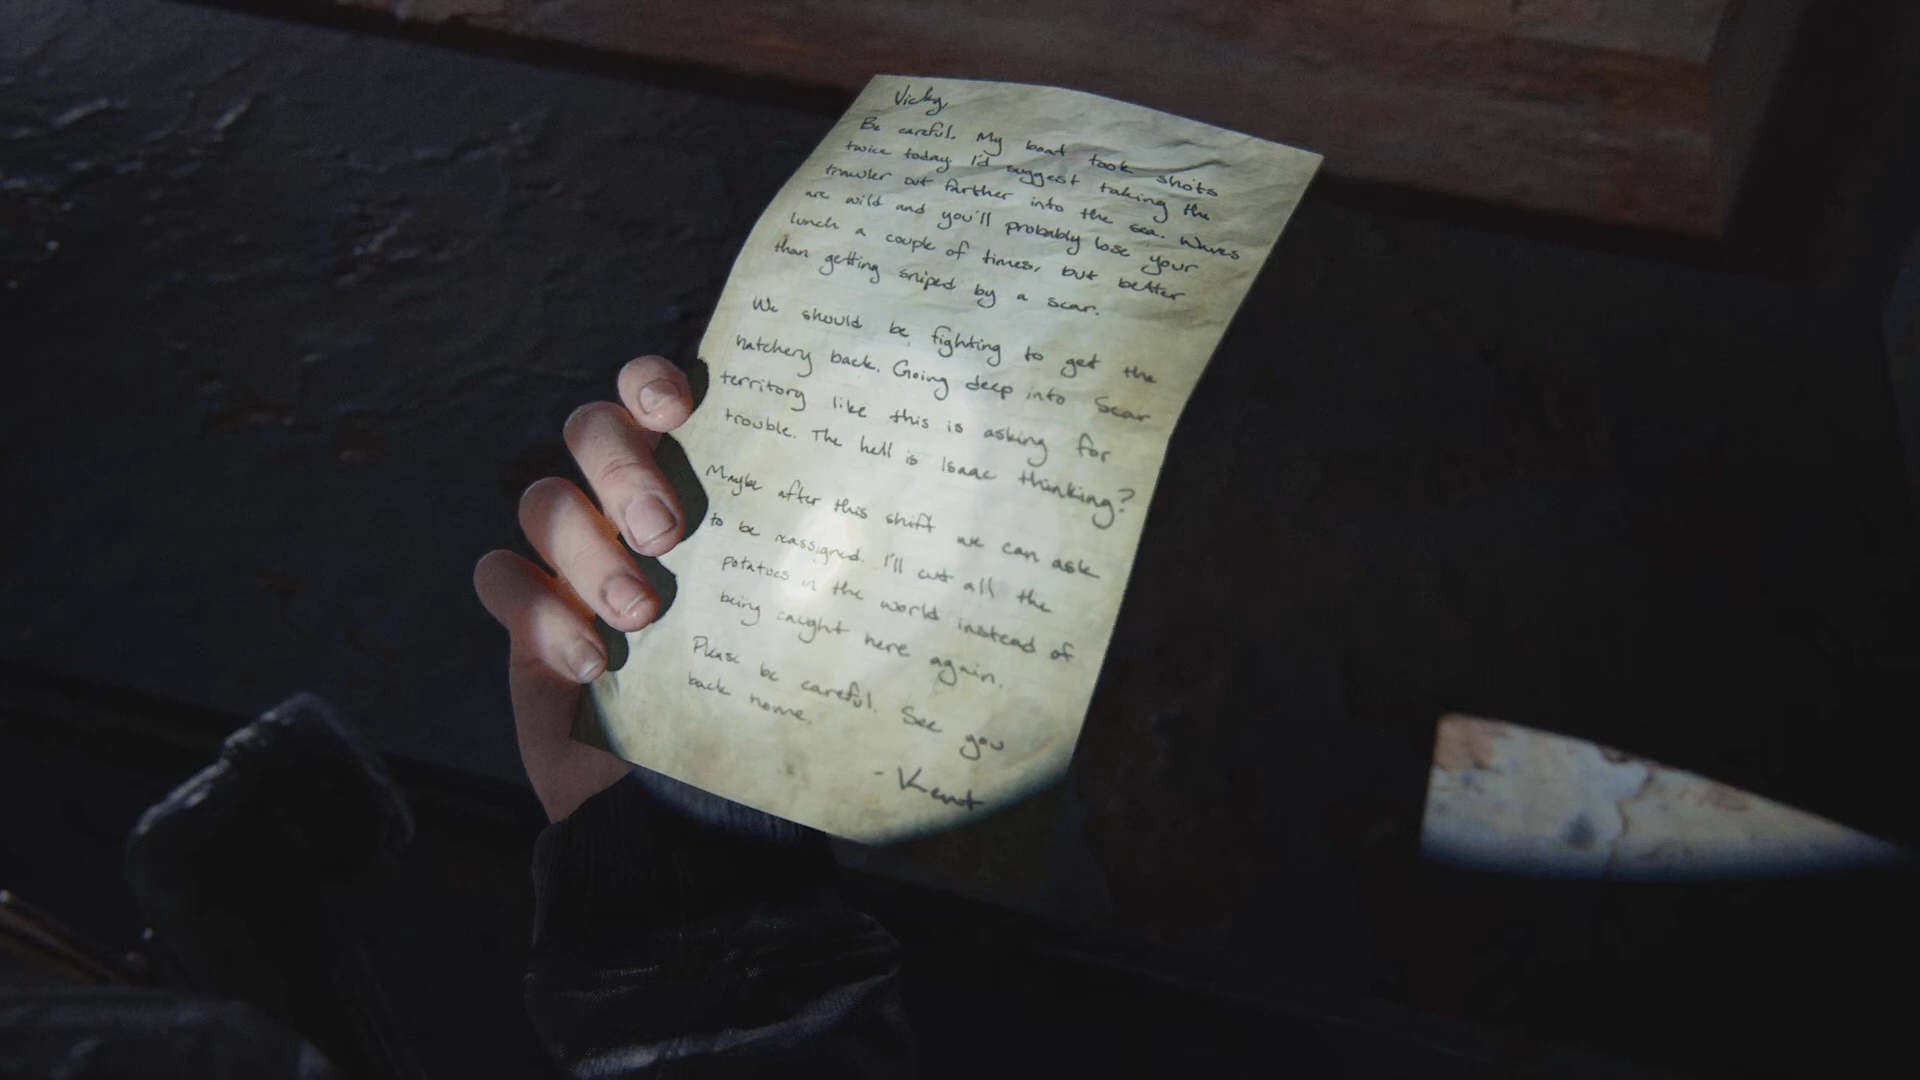 Vicky,
Be careful. My boat took shots
twice today. I'd suggest taking the
trawler out farther into the sea. Waves
are wild and you'll probably lose your
lunch a couple of times, but better
than getting sniped by a scar.
We should be fighting to get the
hatchery back. Going deep into Scar
territory like this is asking for
trouble. The hell is Isaac thinking?
Maybe after this shift we can ask
to be reassigned. I'll cut all the
potatoes in the world instead of
being caught here again.
Please be careful. See you
back home.
- Kent